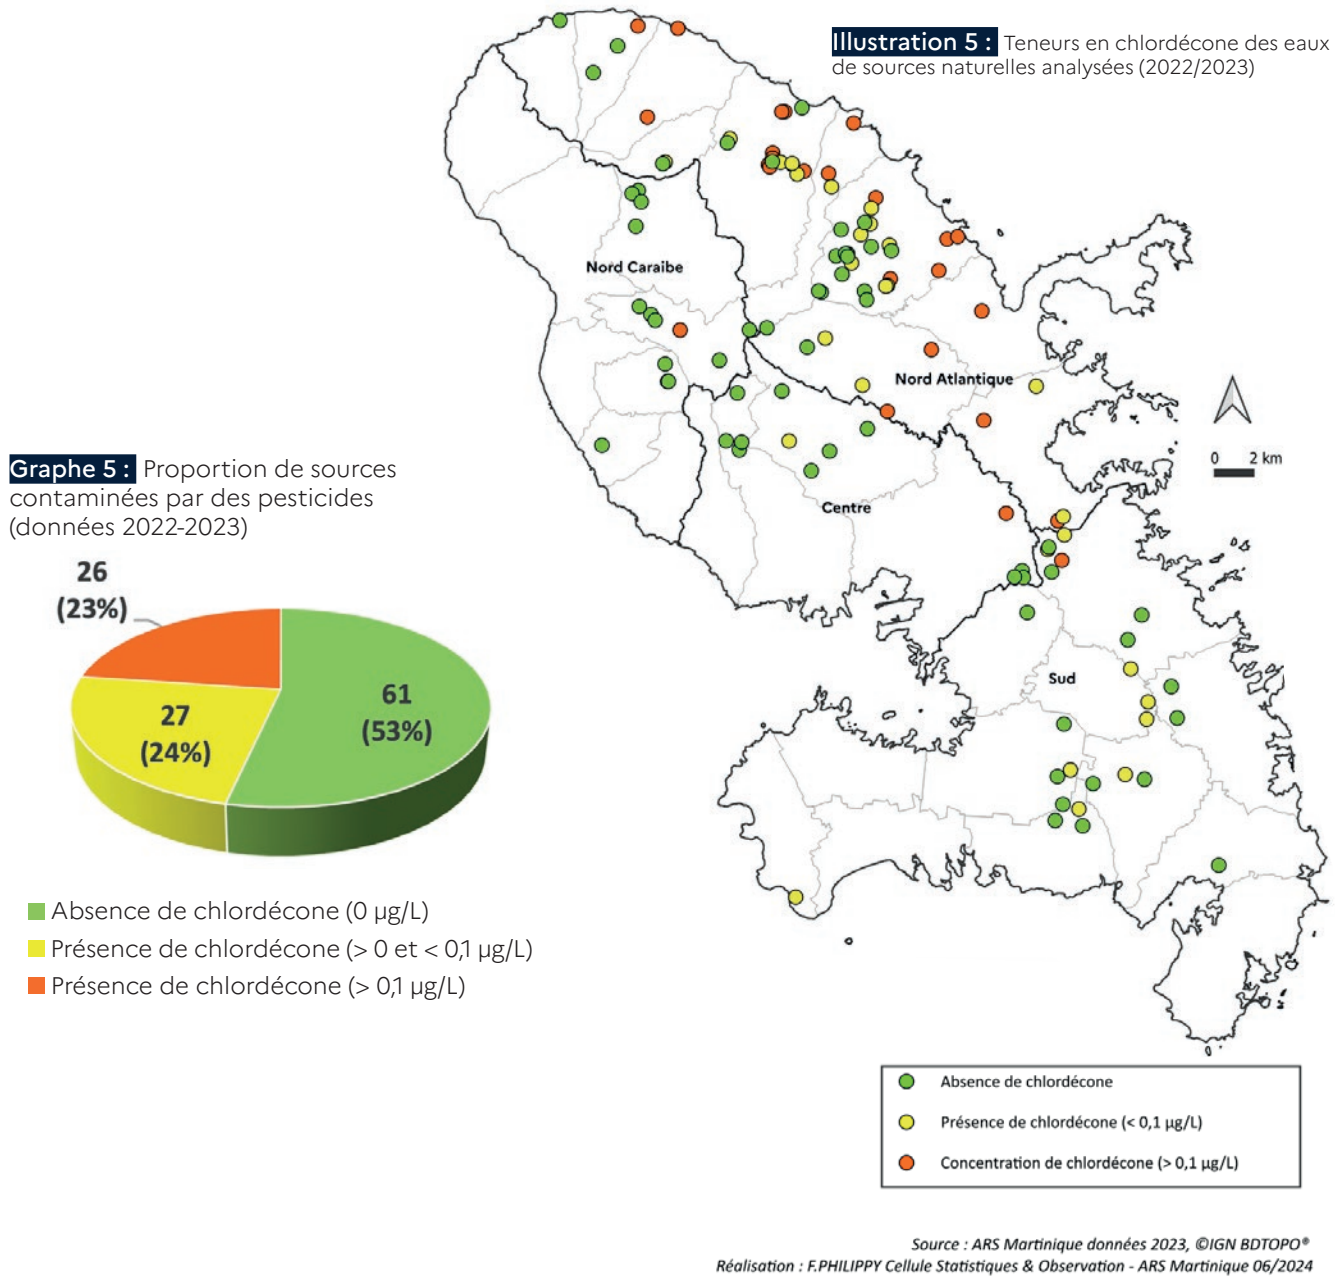 Illustration 5 : Teneurs en chlordécone des eaux
de sources naturelles analysées (2022/2023)
Nord Caraibe
Nord Atlantique
Centre
Sud
0 2 km
Graphe 5 : Proportion de sources
contaminées par des pesticides
(données 2022-2023)
26
(23%)
61
(53%)
27
(24%)
Absence de chlordécone (0 µg/L)
Présence de chlordécone (> 0 et < 0,1 µg/L)
Présence de chlordécone (> 0,1 µg/L)
Absence de chlordécone
Présence de chlordécone (< 0,1 µg/L)
Concentration de chlordécone (> 0,1 µg/L)
Source : ARS Martinique données 2023, ©IGN BDTOPO®
Réalisation : F.PHILIPPY Cellule Statistiques & Observation - ARS Martinique 06/2024